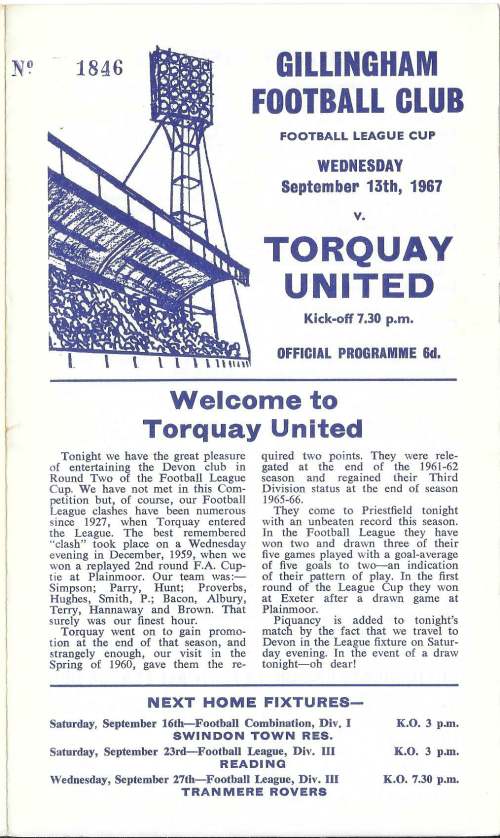 Nº 1846
GILLINGHAM
FOOTBALL CLUB
FOOTBALL LEAGUE CUP
WEDNESDAY
September 13th, 1967
v.
TORQUAY
UNITED
Kick-off 7.30 p.m.
OFFICIAL PROGRAMME 6d.
Welcome to
Torquay United
Tonight we have the great pleasure
of entertaining the Devon club in
Round Two of the Football League
Cup. We have not met in this Com-
petition but, of course, our Football
League clashes have been numerous
since 1927, when Torquay entered
the League. The best remembered
"clash" took place on a Wednesday
evening in December, 1959, when we
won a replayed 2nd round F.A. Cup-
tie at Plainmoor. Our team was:—
Simpson; Parry, Hunt; Proverbs,
Hughes, Smith, P.; Bacon, Albury,
Terry, Hannaway and Brown. That
surely was our finest hour.
Torquay went on to gain promo-
tion at the end of that season, and
strangely enough, our visit in the
Spring of 1960, gave them the re-
quired two points. They were rele-
gated at the end of the 1961-62
season and regained their Third
Division status at the end of season
1965-66.
They come to Priestfield tonight
with an unbeaten record this season.
In the Football League they have
won two and drawn three of their
five games played with a goal-average
of five goals to two—an indication
of their pattern of play. In the first
round of the League Cup they won
at Exeter after a drawn game at
Plainmoor.
Piquancy is added to tonight's
match by the fact that we travel to
Devon in the League fixture on Satur-
day evening. In the event of a draw
tonight—oh dear!
NEXT HOME FIXTURES—
Saturday, September 16th—Football Combination, Div. I K.O. 3 p.m.
SWINDON TOWN RES.
Saturday, September 23rd—Football League, Div. III K.O. 3 p.m.
READING
Wednesday, September 27th—Football League, Div. III K.O. 7.30 p.m.
TRANMERE ROVERS